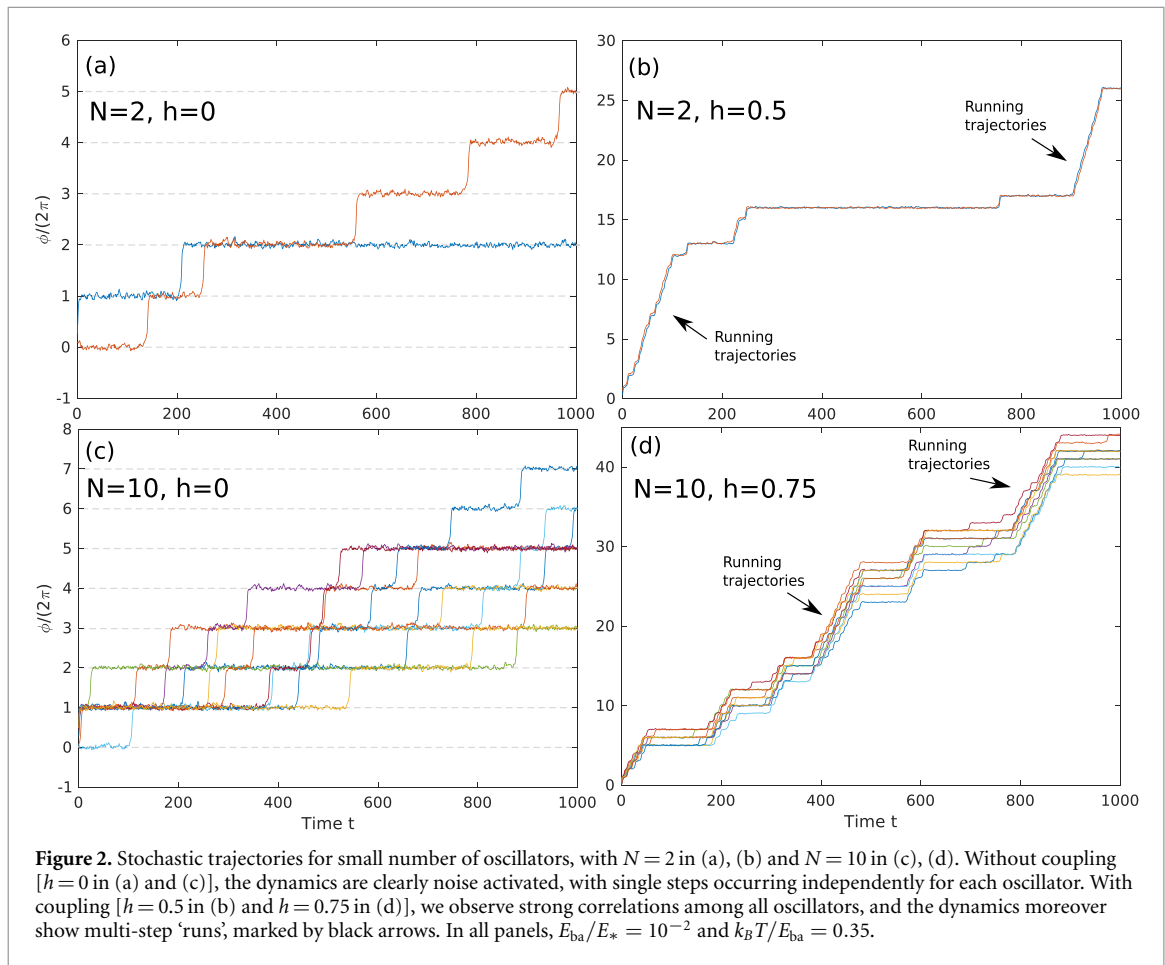 6
5
4
3
2
1
0
-1
ϕ/(2π)
(a)
N=2, h=0
0 200 400 600 800 1000
30
25
20
15
10
5
0
(b)
N=2, h=0.5
Running
trajectories
Running
trajectories
0 200 400 600 800 1000
8
7
6
5
4
3
2
1
0
-1
ϕ/(2π)
(c)
N=10, h=0
0 200 400 600 800 1000
Time t
40
30
20
10
0
(d)
N=10, h=0.75
Running
trajectories
Running
trajectories
0 200 400 600 800 1000
Time t
Figure 2. Stochastic trajectories for small number of oscillators, with N = 2 in (a), (b) and N = 10 in (c), (d). Without coupling
[h = 0 in (a) and (c)], the dynamics are clearly noise activated, with single steps occurring independently for each oscillator. With
coupling [h = 0.5 in (b) and h = 0.75 in (d)], we observe strong correlations among all oscillators, and the dynamics moreover
show multi-step ‘runs’, marked by black arrows. In all panels, E_ba/E_* = 10^−2 and k_BT/E_ba = 0.35.